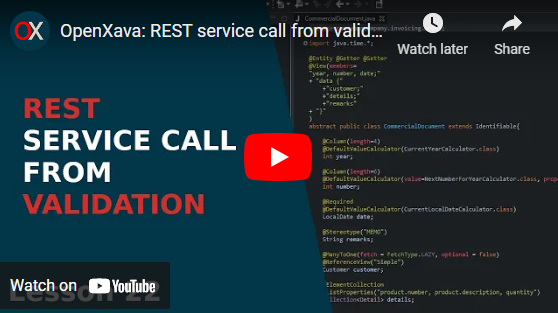 OX
OpenXava: REST service call from valid...
Watch later
Share
REST
SERVICE CALL
FROM
VALIDATION
CommercialDocument.java
import java.time.*;
@Entity @Getter @Setter
@View(members=
"year, number, date;"
+ "data {"
+"customer;"
+"details;"
+"remarks"
+ "}"
)
abstract public class CommercialDocument extends Identifiable{
@Column(length=4)
@DefaultValueCalculator(CurrentYearCalculator.class)
int year;
@Column(length=6)
@DefaultValueCalculator(value=NextNumberForYearCalculator.class, prop
int number;
@Required
@DefaultValueCalculator(CurrentLocalDateCalculator.class)
LocalDate date;
@Stereotype("MEMO")
String remarks;
@ManyToOne(fetch = FetchType.LAZY, optional = false)
@ReferenceView("Simple")
Customer customer;
ElementCollection
ListProperties("product.number, product.description, quantity")
Collection<Detail> details;
Watch on YouTube
Lesson 22